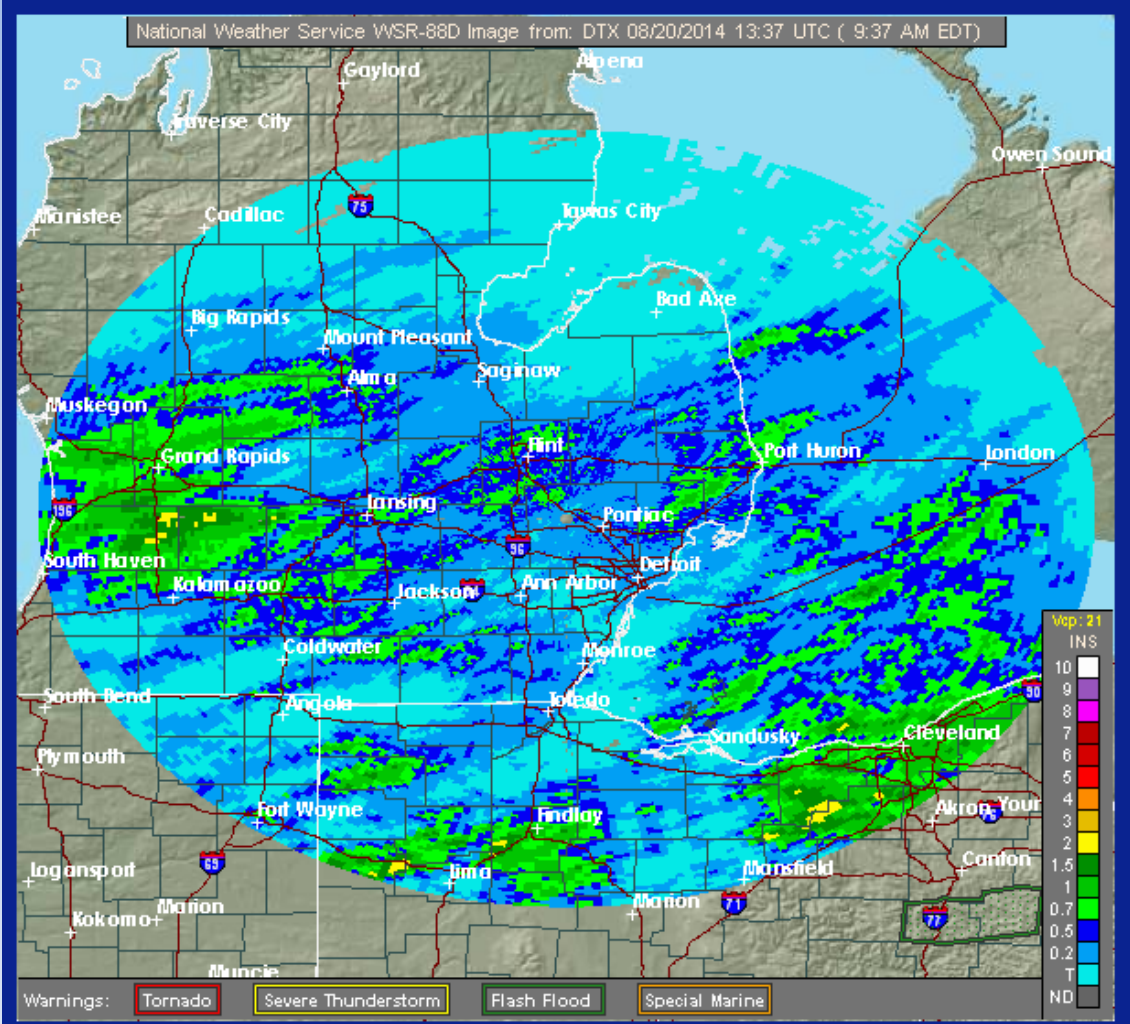 National Weather Service WSR-88D Image from: DTX 08/20/2014 13:37 UTC ( 9:37 AM EDT)
Alpena
Gaylord
Traverse City
Owen Sound
75
Manistee
Cadillac
Tawas City
Bad Axe
Big Rapids
Mount Pleasant
Saginaw
Alma
Muskegon
Flint
Port Huron
London
Grand Rapids
196
Lansing
Pontiac
96
South Haven
Detroit
Kalamazoo
Jackson
Ann Arbor
Coldwater
Monroe
South Bend
Angola
Toledo
90
Sandusky
Cleveland
Plymouth
Fort Wayne
Findlay
Akron
Your
76
69
Logansport
Lima
Mansfield
Canton
Marion
Marion
71
77
Kokomo
Muncie
Vcp: 21
INS
10
9
8
7
6
5
4
3
2
1.5
1
0.7
0.5
0.2
T
ND
Warnings: Tornado Severe Thunderstorm Flash Flood Special Marine